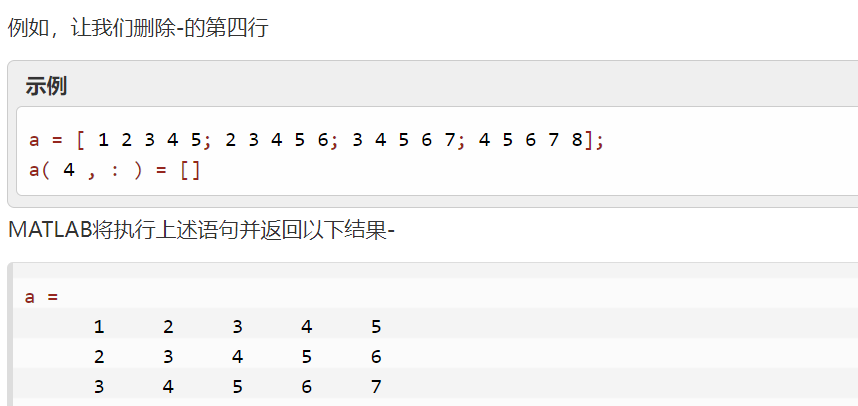 例如，让我们删除-的第四行
示例
a = [ 1 2 3 4 5; 2 3 4 5 6; 3 4 5 6 7; 4 5 6 7 8];
a( 4 , : ) = []
MATLAB将执行上述语句并返回以下结果-
a =
1 2 3 4 5
2 3 4 5 6
3 4 5 6 7